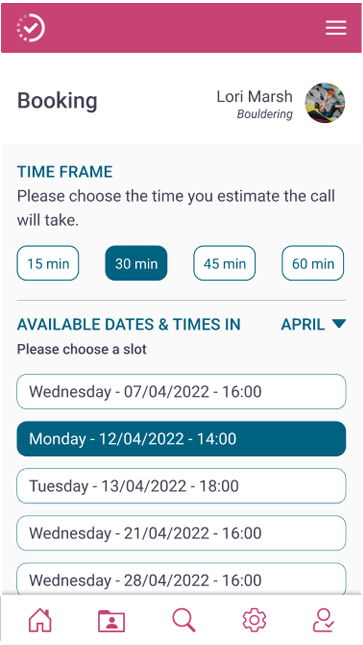 Booking
Lori Marsh
Bouldering
TIME FRAME
Please choose the time you estimate the call
will take.
15 min
30 min
45 min
60 min
AVAILABLE DATES & TIMES IN
APRIL
Please choose a slot
Wednesday - 07/04/2022 - 16:00
Monday - 12/04/2022 - 14:00
Tuesday - 13/04/2022 - 18:00
Wednesday - 21/04/2022 - 16:00
Wednesday - 28/04/2022 - 16:00